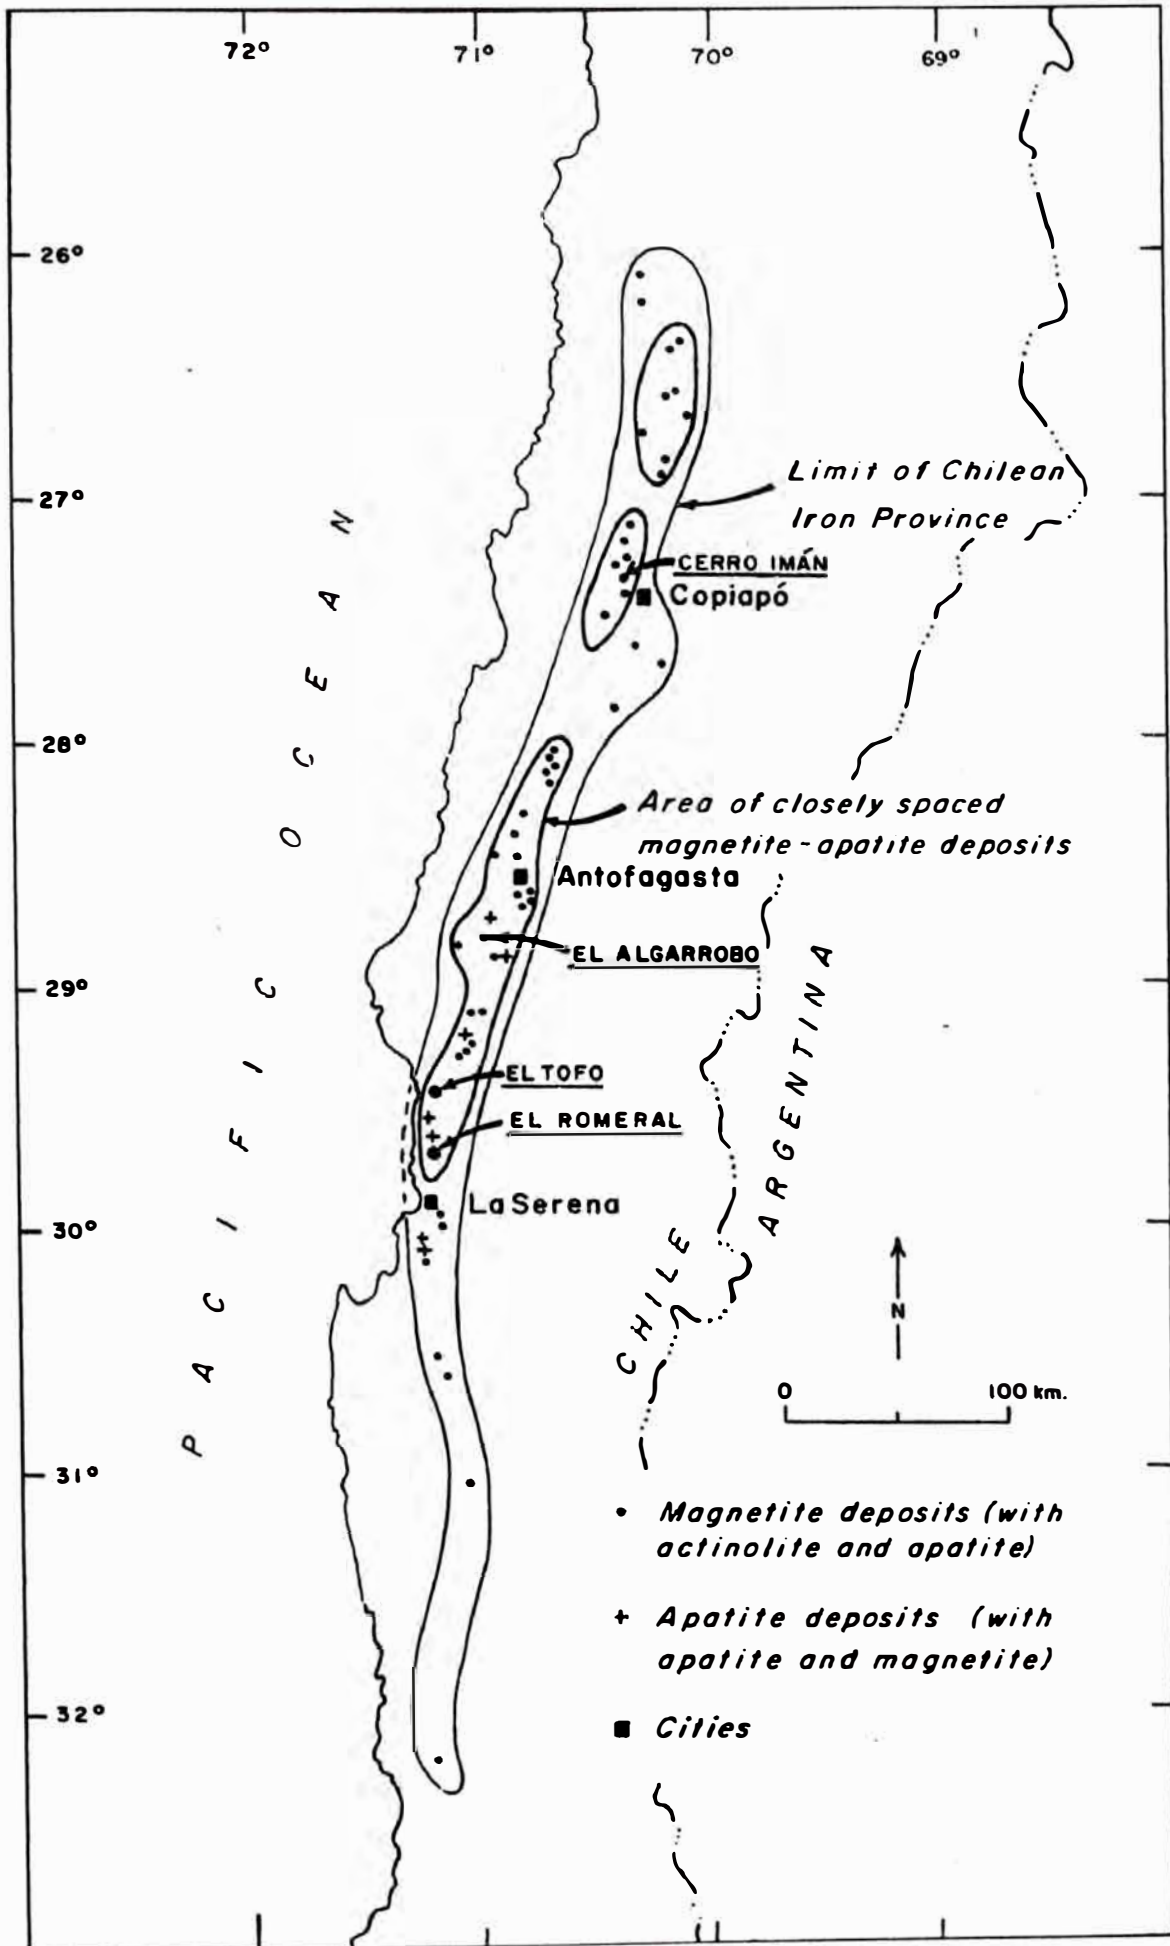 72° 71° 70° 69°
26°
27°
28°
29°
30°
31°
32°
PACIFIC OCEAN
Limit of Chilean
Iron Province
CERRO IMÁN
Copiapó
Area of closely spaced
magnetite-apatite deposits
Antofagasta
EL ALGARROBO
EL TOFO
EL ROMERAL
La Serena
CHILE
ARGENTINA
N
0 100 km.
• Magnetite deposits (with
actinolite and apatite)
+ Apatite deposits (with
apatite and magnetite)
■ Cities